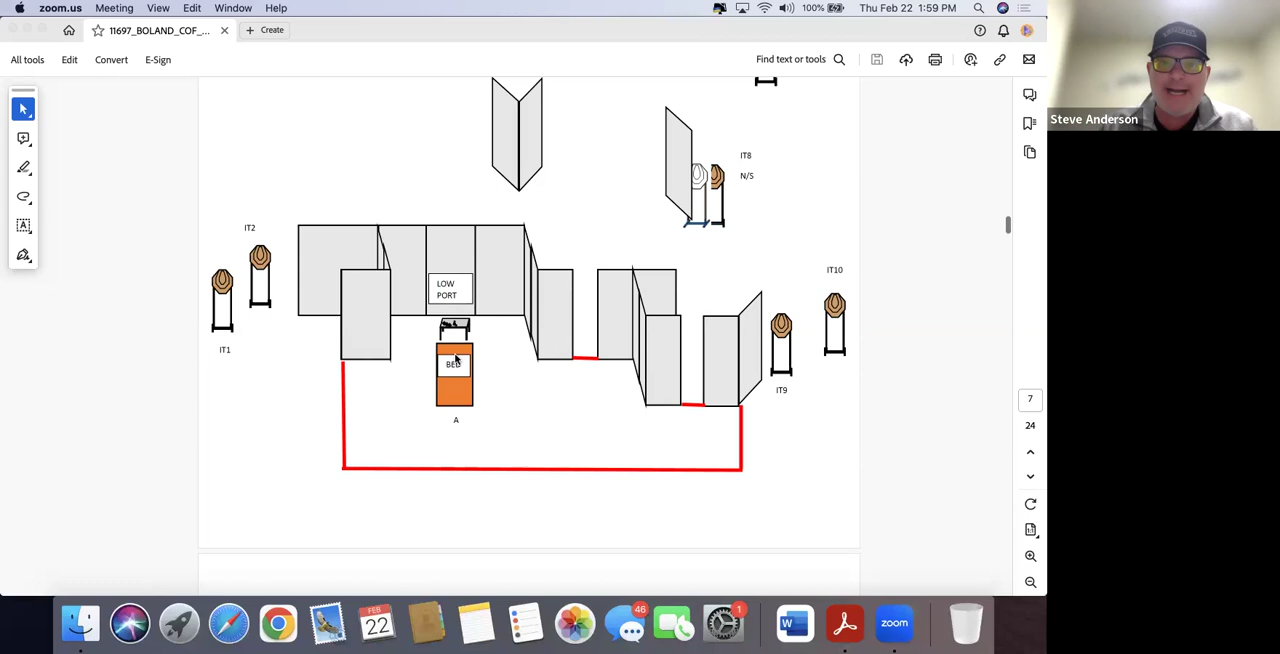 zoom.us Meeting View Edit Window Help 100% Thu Feb 22 1:59 PM
11697_BOLAND_COF_... Create
All tools Edit Convert E-Sign Find text or tools
Steve Anderson
IT8
N/S
IT2
IT10
LOW
PORT
IT1
BED
IT9
A
7
24
FEB
22
46
1
zoom